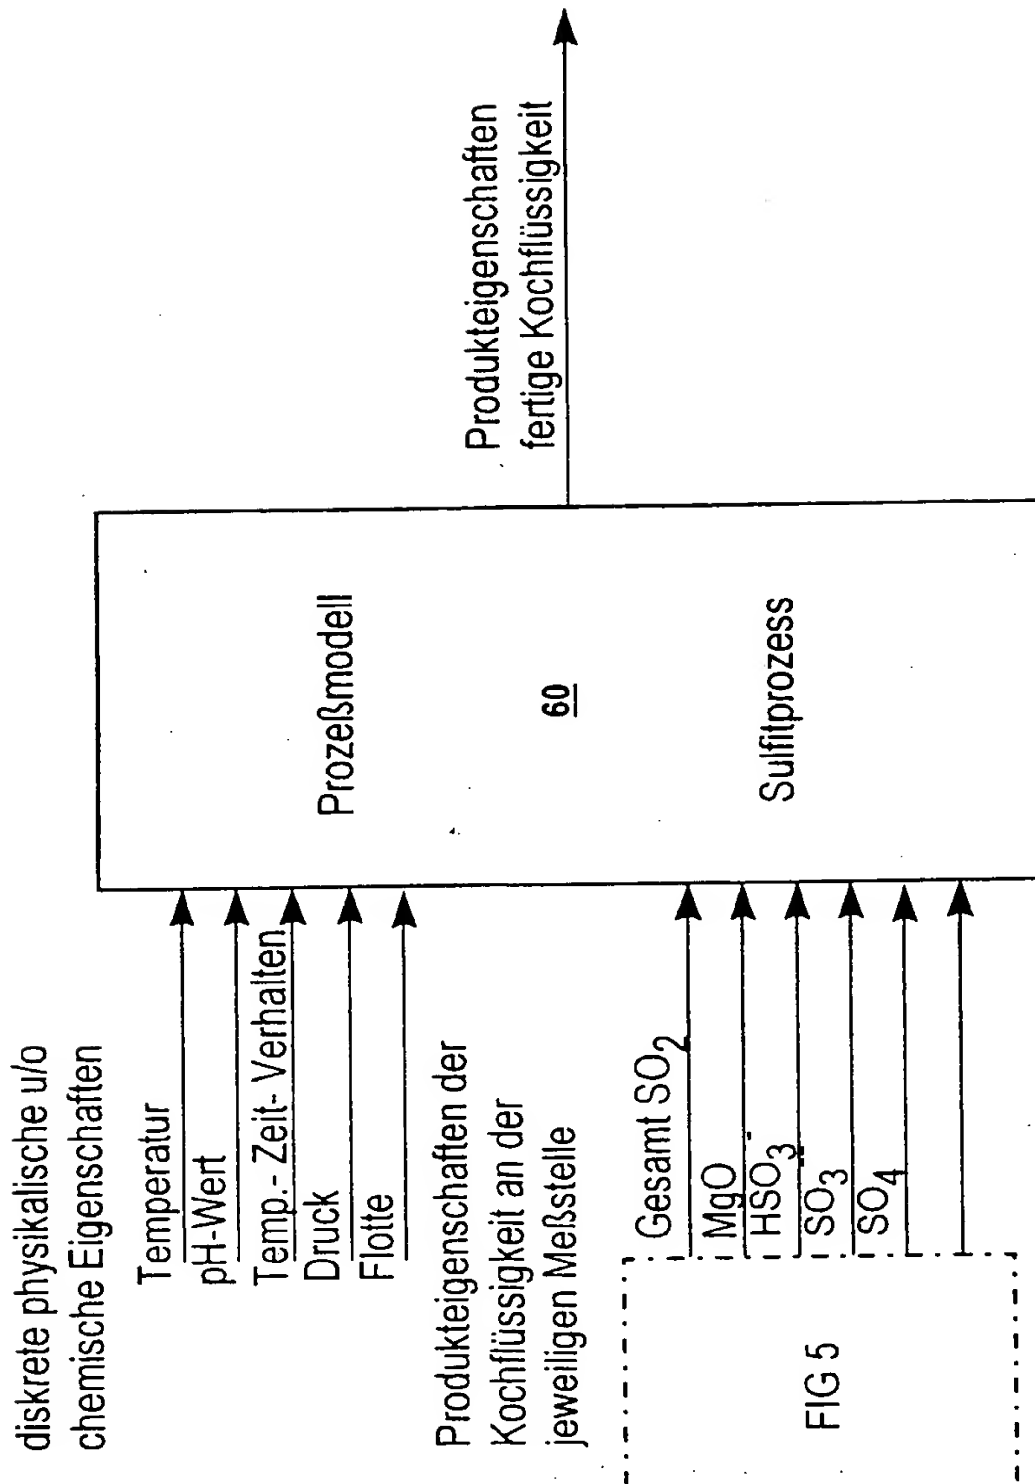 diskrete physikalische u/o
chemische Eigenschaften
Temperatur
pH-Wert
Temp.- Zeit- Verhalten
Druck
Flotte
Produkteigenschaften der
Kochflüssigkeit an der
jeweiligen Meßstelle
Gesamt SO2
MgO
HSO3-
SO3
SO4
FIG 5
Prozeßmodell
60
Sulfitprozess
Produkteigenschaften
fertige Kochflüssigkeit